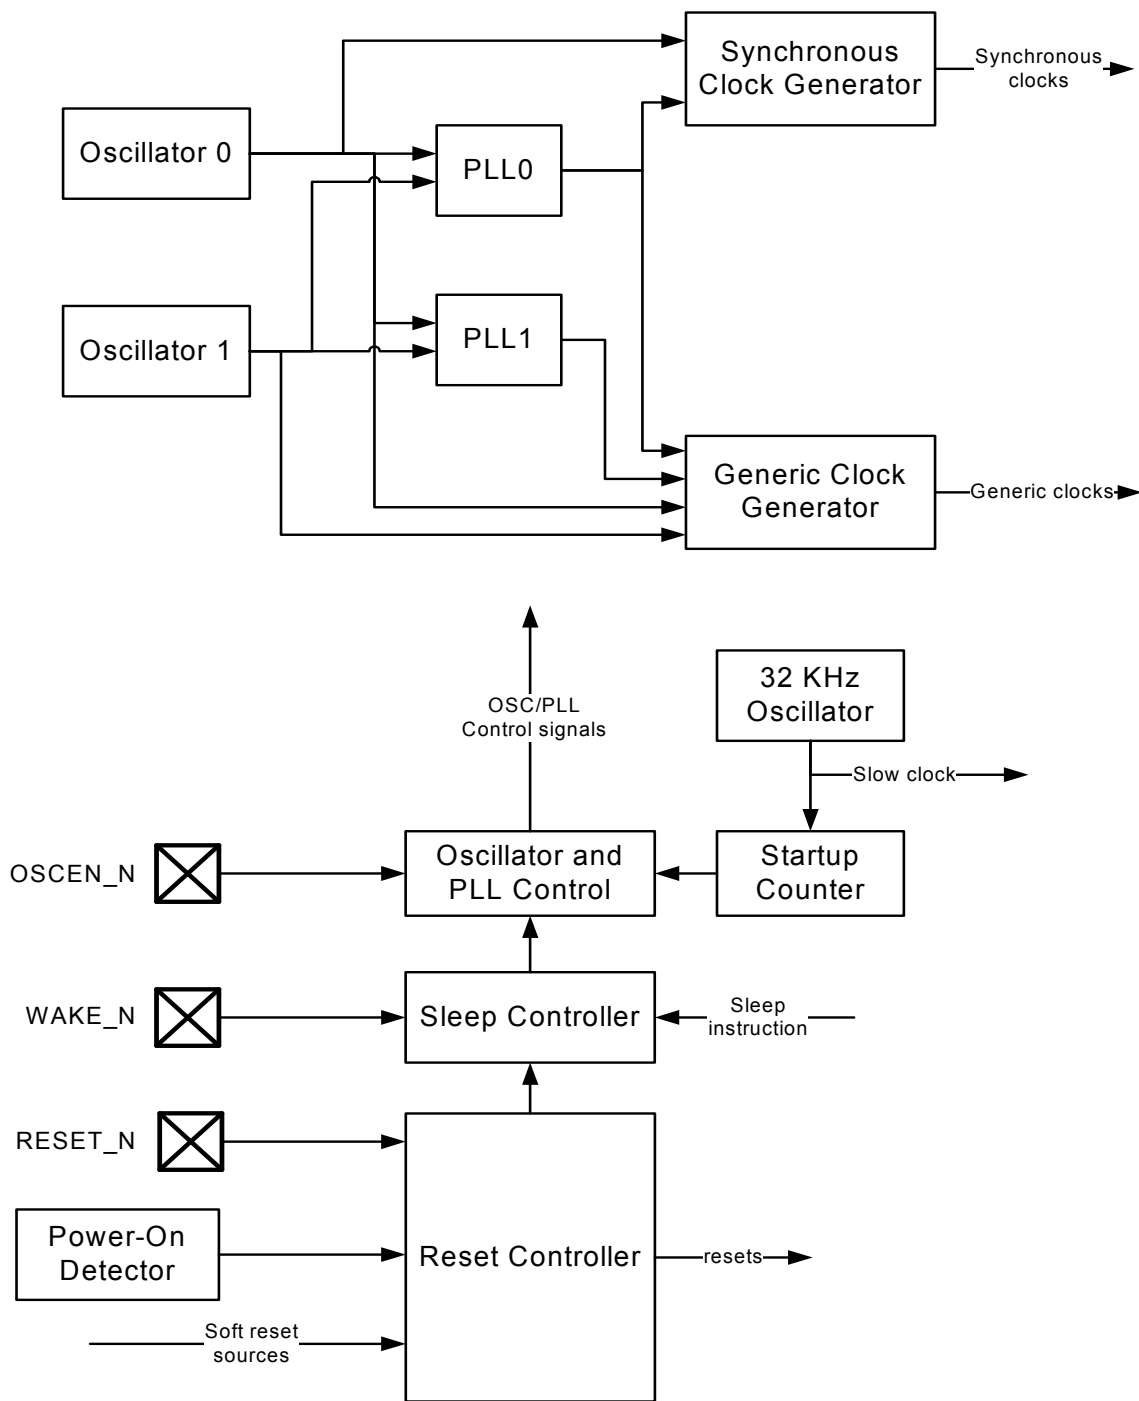 Synchronous
Clock Generator
Synchronous
clocks
Oscillator 0
PLL0
Oscillator 1
PLL1
Generic Clock
Generator
Generic clocks
OSC/PLL
Control signals
32 KHz
Oscillator
Slow clock
OSCEN_N
Oscillator and
PLL Control
Startup
Counter
WAKE_N
Sleep Controller
Sleep
instruction
RESET_N
Power-On
Detector
Reset Controller
resets
Soft reset
sources